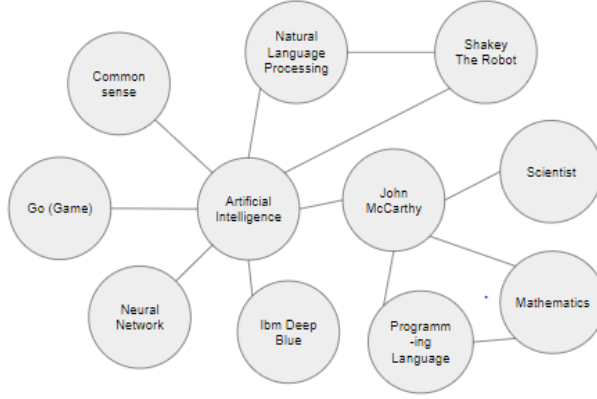 Natural
Language
Processing
Shakey
The Robot
Common
sense
Scientist
Artificial
Intelligence
John
McCarthy
Go (Game)
Neural
Network
Ibm Deep
Blue
Programm
-ing
Language
Mathematics